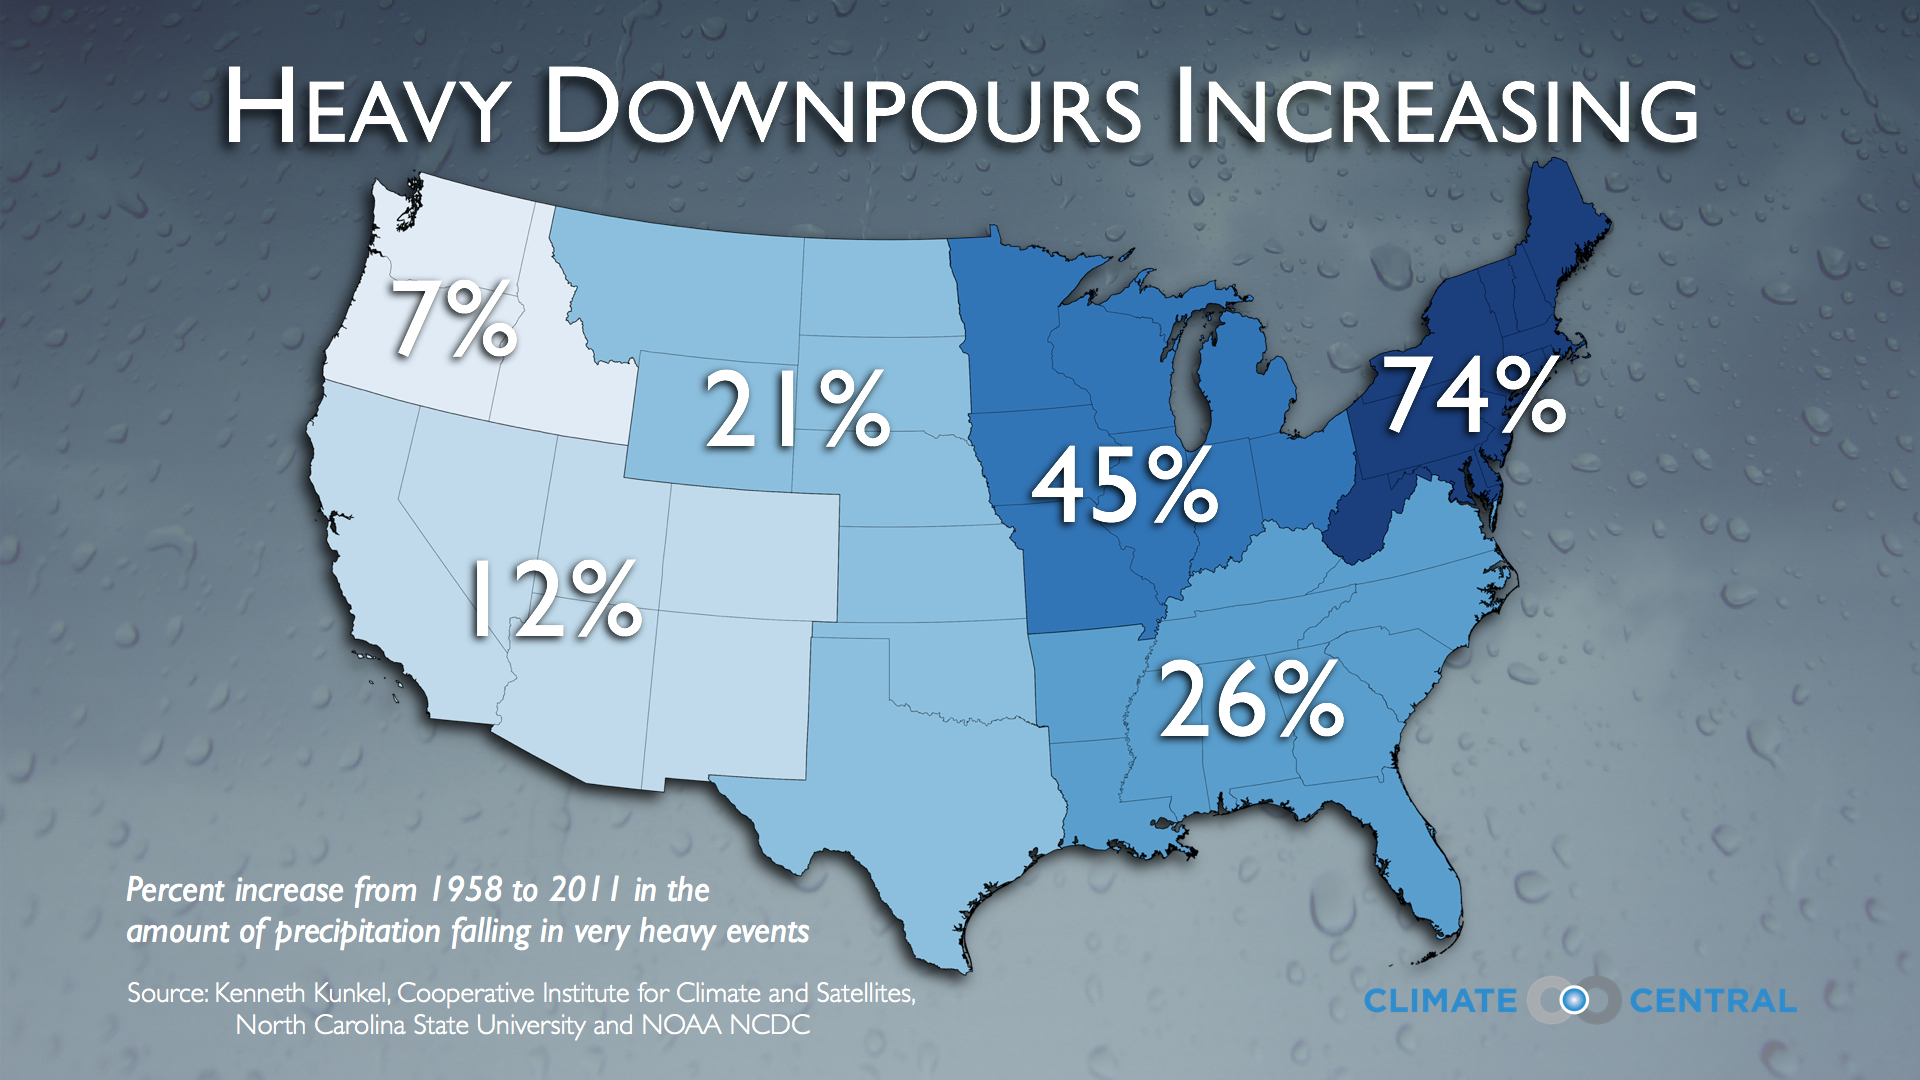 HEAVY DOWNPOURS INCREASING
7%
21%
74%
45%
12%
26%
Percent increase from 1958 to 2011 in the
amount of precipitation falling in very heavy events
Source: Kenneth Kunkel, Cooperative Institute for Climate and Satellites,
North Carolina State University and NOAA NCDC
CLIMATE CENTRAL